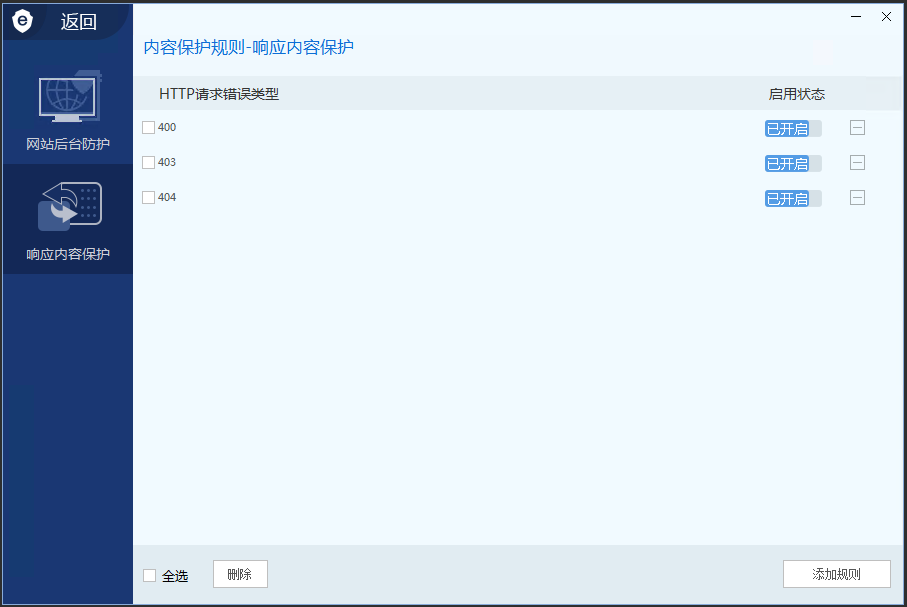 返回
网站后台防护
响应内容保护
内容保护规则-响应内容保护
HTTP请求错误类型 启用状态
400 已开启
403 已开启
404 已开启
全选 删除 添加规则